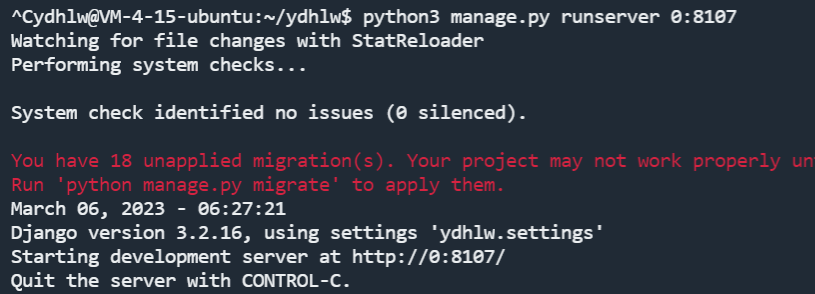 ^Cydhlw@VM-4-15-ubuntu:~/ydhlw$ python3 manage.py runserver 0:8107
Watching for file changes with StatReloader
Performing system checks...
System check identified no issues (0 silenced).
You have 18 unapplied migration(s). Your project may not work properly un
Run 'python manage.py migrate' to apply them.
March 06, 2023 - 06:27:21
Django version 3.2.16, using settings 'ydhlw.settings'
Starting development server at http://0:8107/
Quit the server with CONTROL-C.